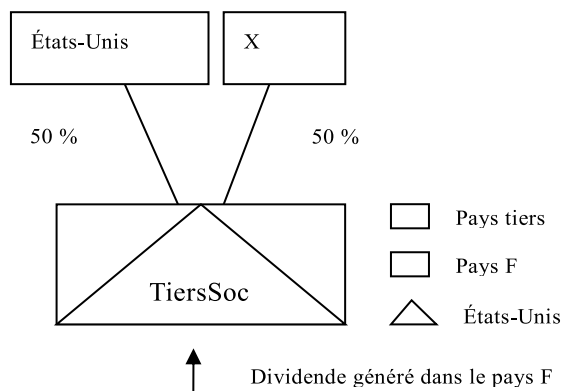 États-Unis X
50 % 50 %
Pays tiers
Pays F
TiersSoc
États-Unis
Dividende généré dans le pays F